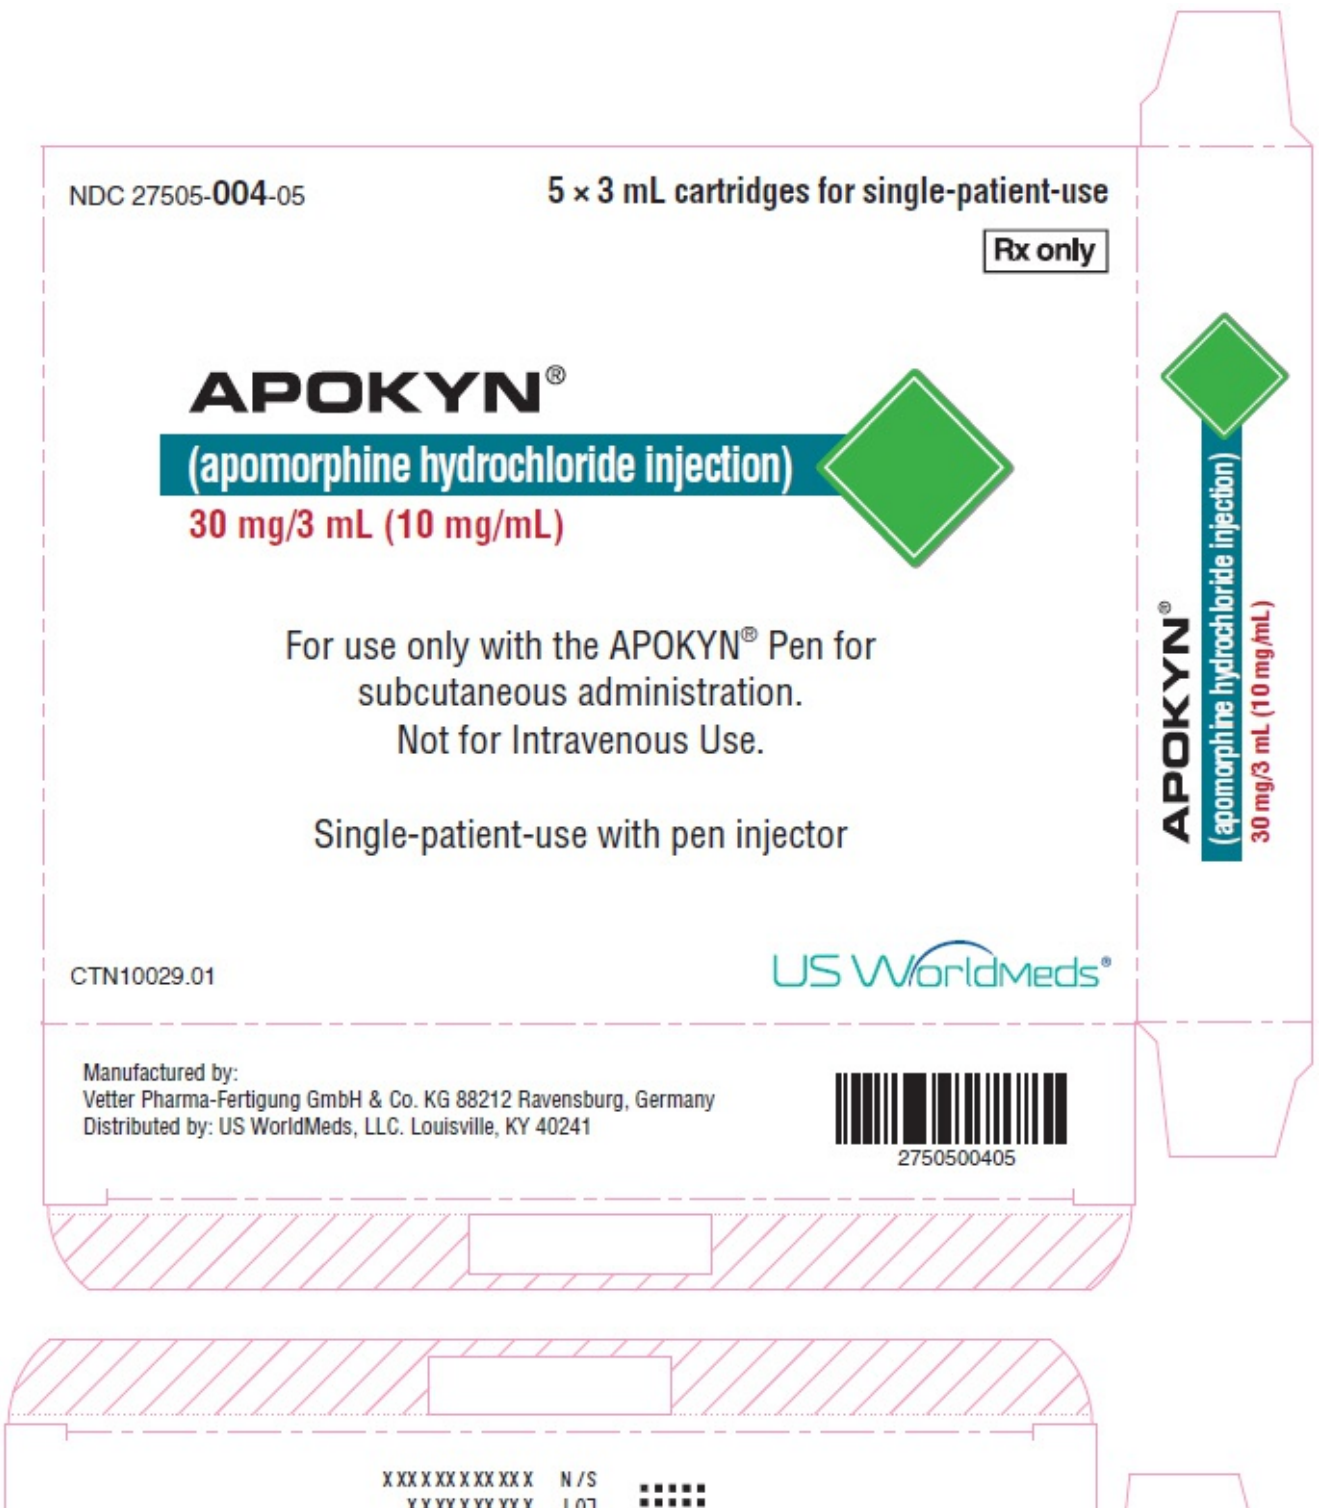 NDC 27505-004-05
5 × 3 mL cartridges for single-patient-use
Rx only
APOKYN®
(apomorphine hydrochloride injection)
30 mg/3 mL (10 mg/mL)
For use only with the APOKYN® Pen for
subcutaneous administration.
Not for Intravenous Use.
Single-patient-use with pen injector
CTN10029.01
US WorldMeds®
APOKYN®
(apomorphine hydrochloride injection)
30 mg/3 mL (10 mg/mL)
Manufactured by:
Vetter Pharma-Fertigung GmbH & Co. KG 88212 Ravensburg, Germany
Distributed by: US WorldMeds, LLC. Louisville, KY 40241
2750500405
S/N XXXXXXXXXXXX
LOT XXXXXXXXXX